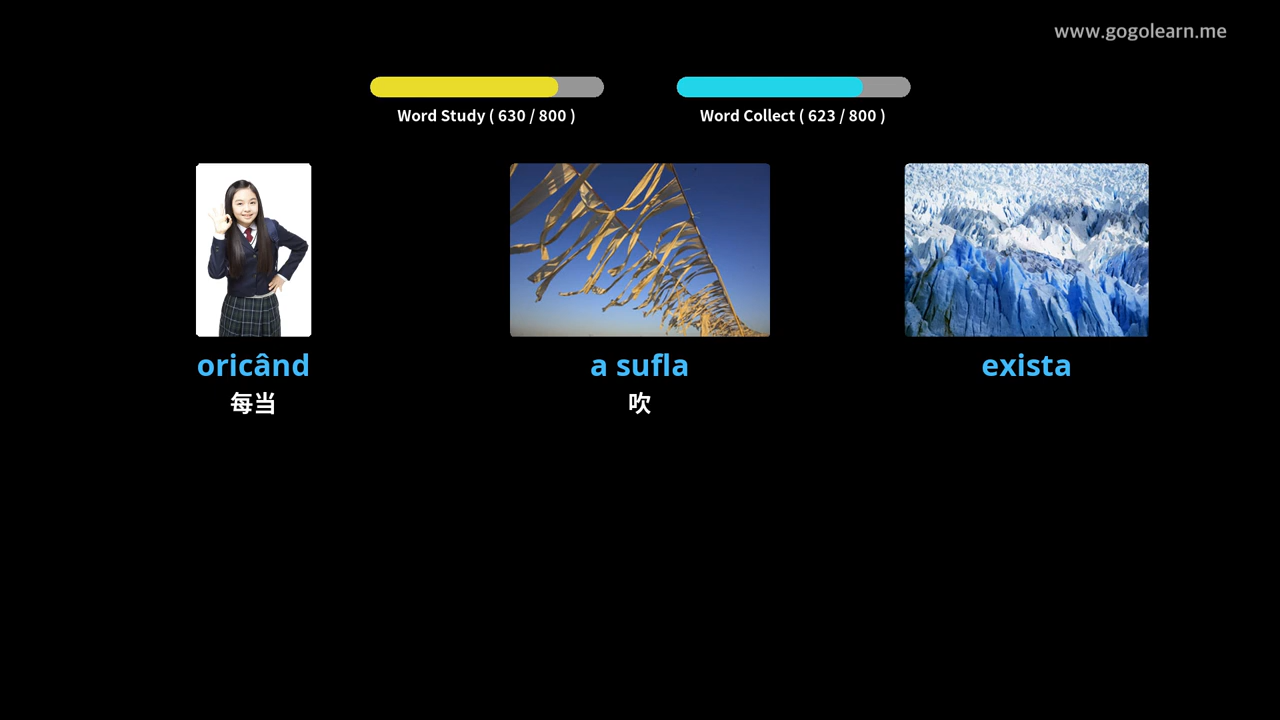 www.gogolearn.me
Word Study ( 630 / 800 )
Word Collect ( 623 / 800 )
oricând
a sufla
exista
每当
吹